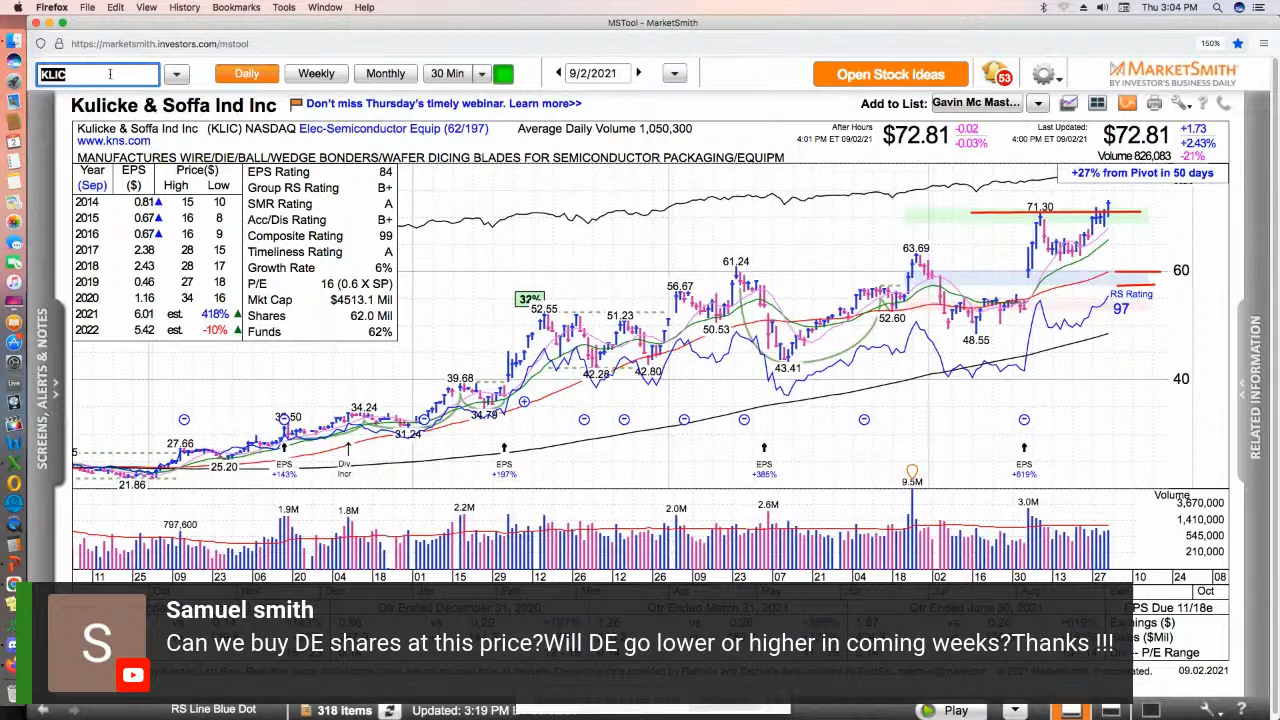 Firefox File Edit View History Bookmarks Tools Window Help
Thu 3:04 PM
MSTool — MarketSmith
https://marketsmith.investors.com/mstool
150%
KLIC
Daily Weekly Monthly 30 Min 9/2/2021
Open Stock Ideas
53
MARKETSMITH
BY INVESTOR'S BUSINESS DAILY
Kulicke & Soffa Ind Inc
Don't miss Thursday's timely webinar. Learn more>>
Add to List: Gavin Mc Mast...
Kulicke & Soffa Ind Inc (KLIC) NASDAQ Elec-Semiconductor Equip (62/197) Average Daily Volume 1,050,300
www.kns.com
After Hours
4:01 PM ET 09/02/21
$72.81 -0.02
-0.03%
Last Updated:
4:00 PM ET 09/02/21
$72.81 +1.73
+2.43%
Volume 826,083 -21%
MANUFACTURES WIRE/DIE/BALL/WEDGE BONDERS/WAFER DICING BLADES FOR SEMICONDUCTOR PACKAGING/EQUIPM
+27% from Pivot in 50 days
Year EPS Price($)
(Sep) ($) High Low
2014 0.81 15 10
2015 0.67 16 9
2016 0.67 16 9
2017 2.38 28 15
2018 2.43 28 17
2019 0.46 27 18
2020 1.16 34 16
2021 6.01 est. 418%
2022 5.42 est. -10%
EPS Rating 84
Group RS Rating B+
SMR Rating A
Acc/Dis Rating B+
Composite Rating 99
Timeliness Rating A
Growth Rate 6%
P/E 16 (0.6 X SP)
Mkt Cap $4513.1 Mil
Shares 62.0 Mil
Funds 62%
71.30
63.69
61.24
60
56.67
32%
52.55
51.23
50.53
52.60
RS Rating
97
48.55
43.41
42.28
42.80
40
39.68
34.79
34.24
31.24
27.66
25.20
21.86
EPS
+143%
Div
Incr
EPS
+197%
EPS
+385%
EPS
+619%
9.5M
Volume
797,600
1.9M
1.8M
2.2M
2.0M
2.6M
3.0M
3,670,000
1,410,000
545,000
210,000
11 25 09 23 06 20 04 18 01 12 26 12 26 09 23 07 21 04 18 02 16 30 13 27 10 24 08
Oct
EPS Due 11/18e
P/E Range
09.02.2021
SCREENS, ALERTS & NOTES
RELATED INFORMATION
S
Samuel smith
Can we buy DE shares at this price?Will DE go lower or higher in coming weeks?Thanks !!!
RS Line Blue Dot
318 items
Updated: 3:19 PM
Play